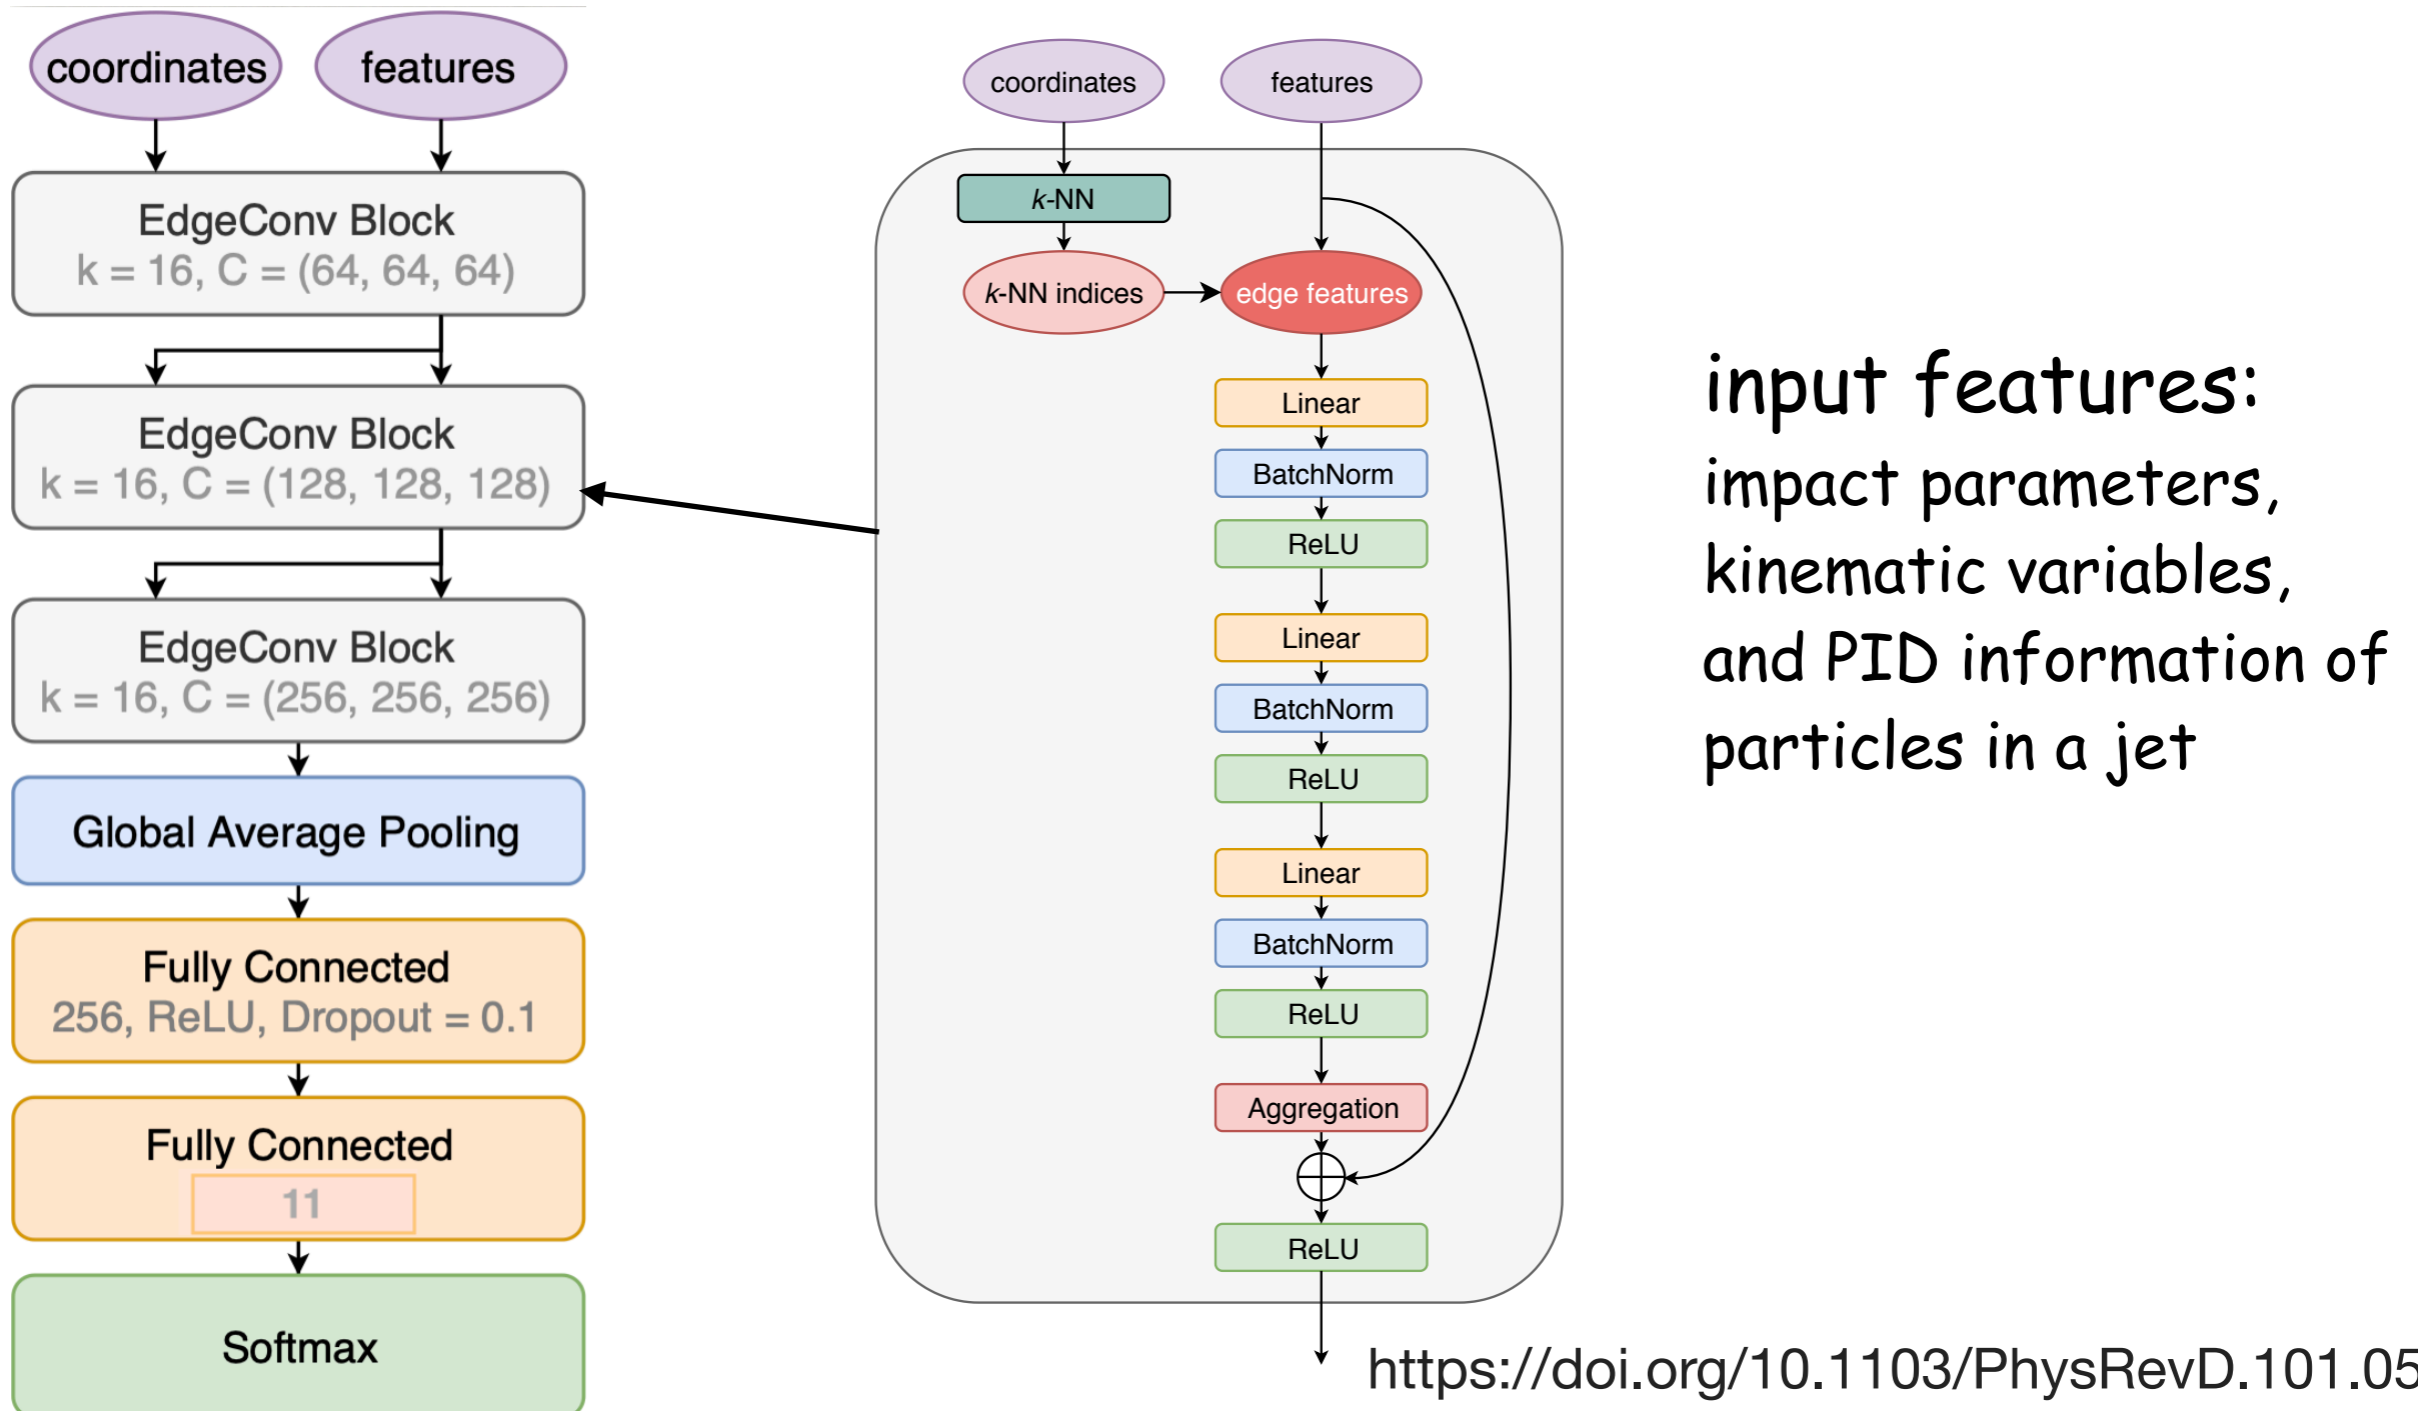 coordinates
features
EdgeConv Block
k = 16, C = (64, 64, 64)
EdgeConv Block
k = 16, C = (128, 128, 128)
EdgeConv Block
k = 16, C = (256, 256, 256)
Global Average Pooling
Fully Connected
256, ReLU, Dropout = 0.1
Fully Connected
11
Softmax
coordinates
features
k-NN
k-NN indices
edge features
Linear
BatchNorm
ReLU
Linear
BatchNorm
ReLU
Linear
BatchNorm
ReLU
Aggregation
ReLU
input features:
impact parameters,
kinematic variables,
and PID information of
particles in a jet
https://doi.org/10.1103/PhysRevD.101.05